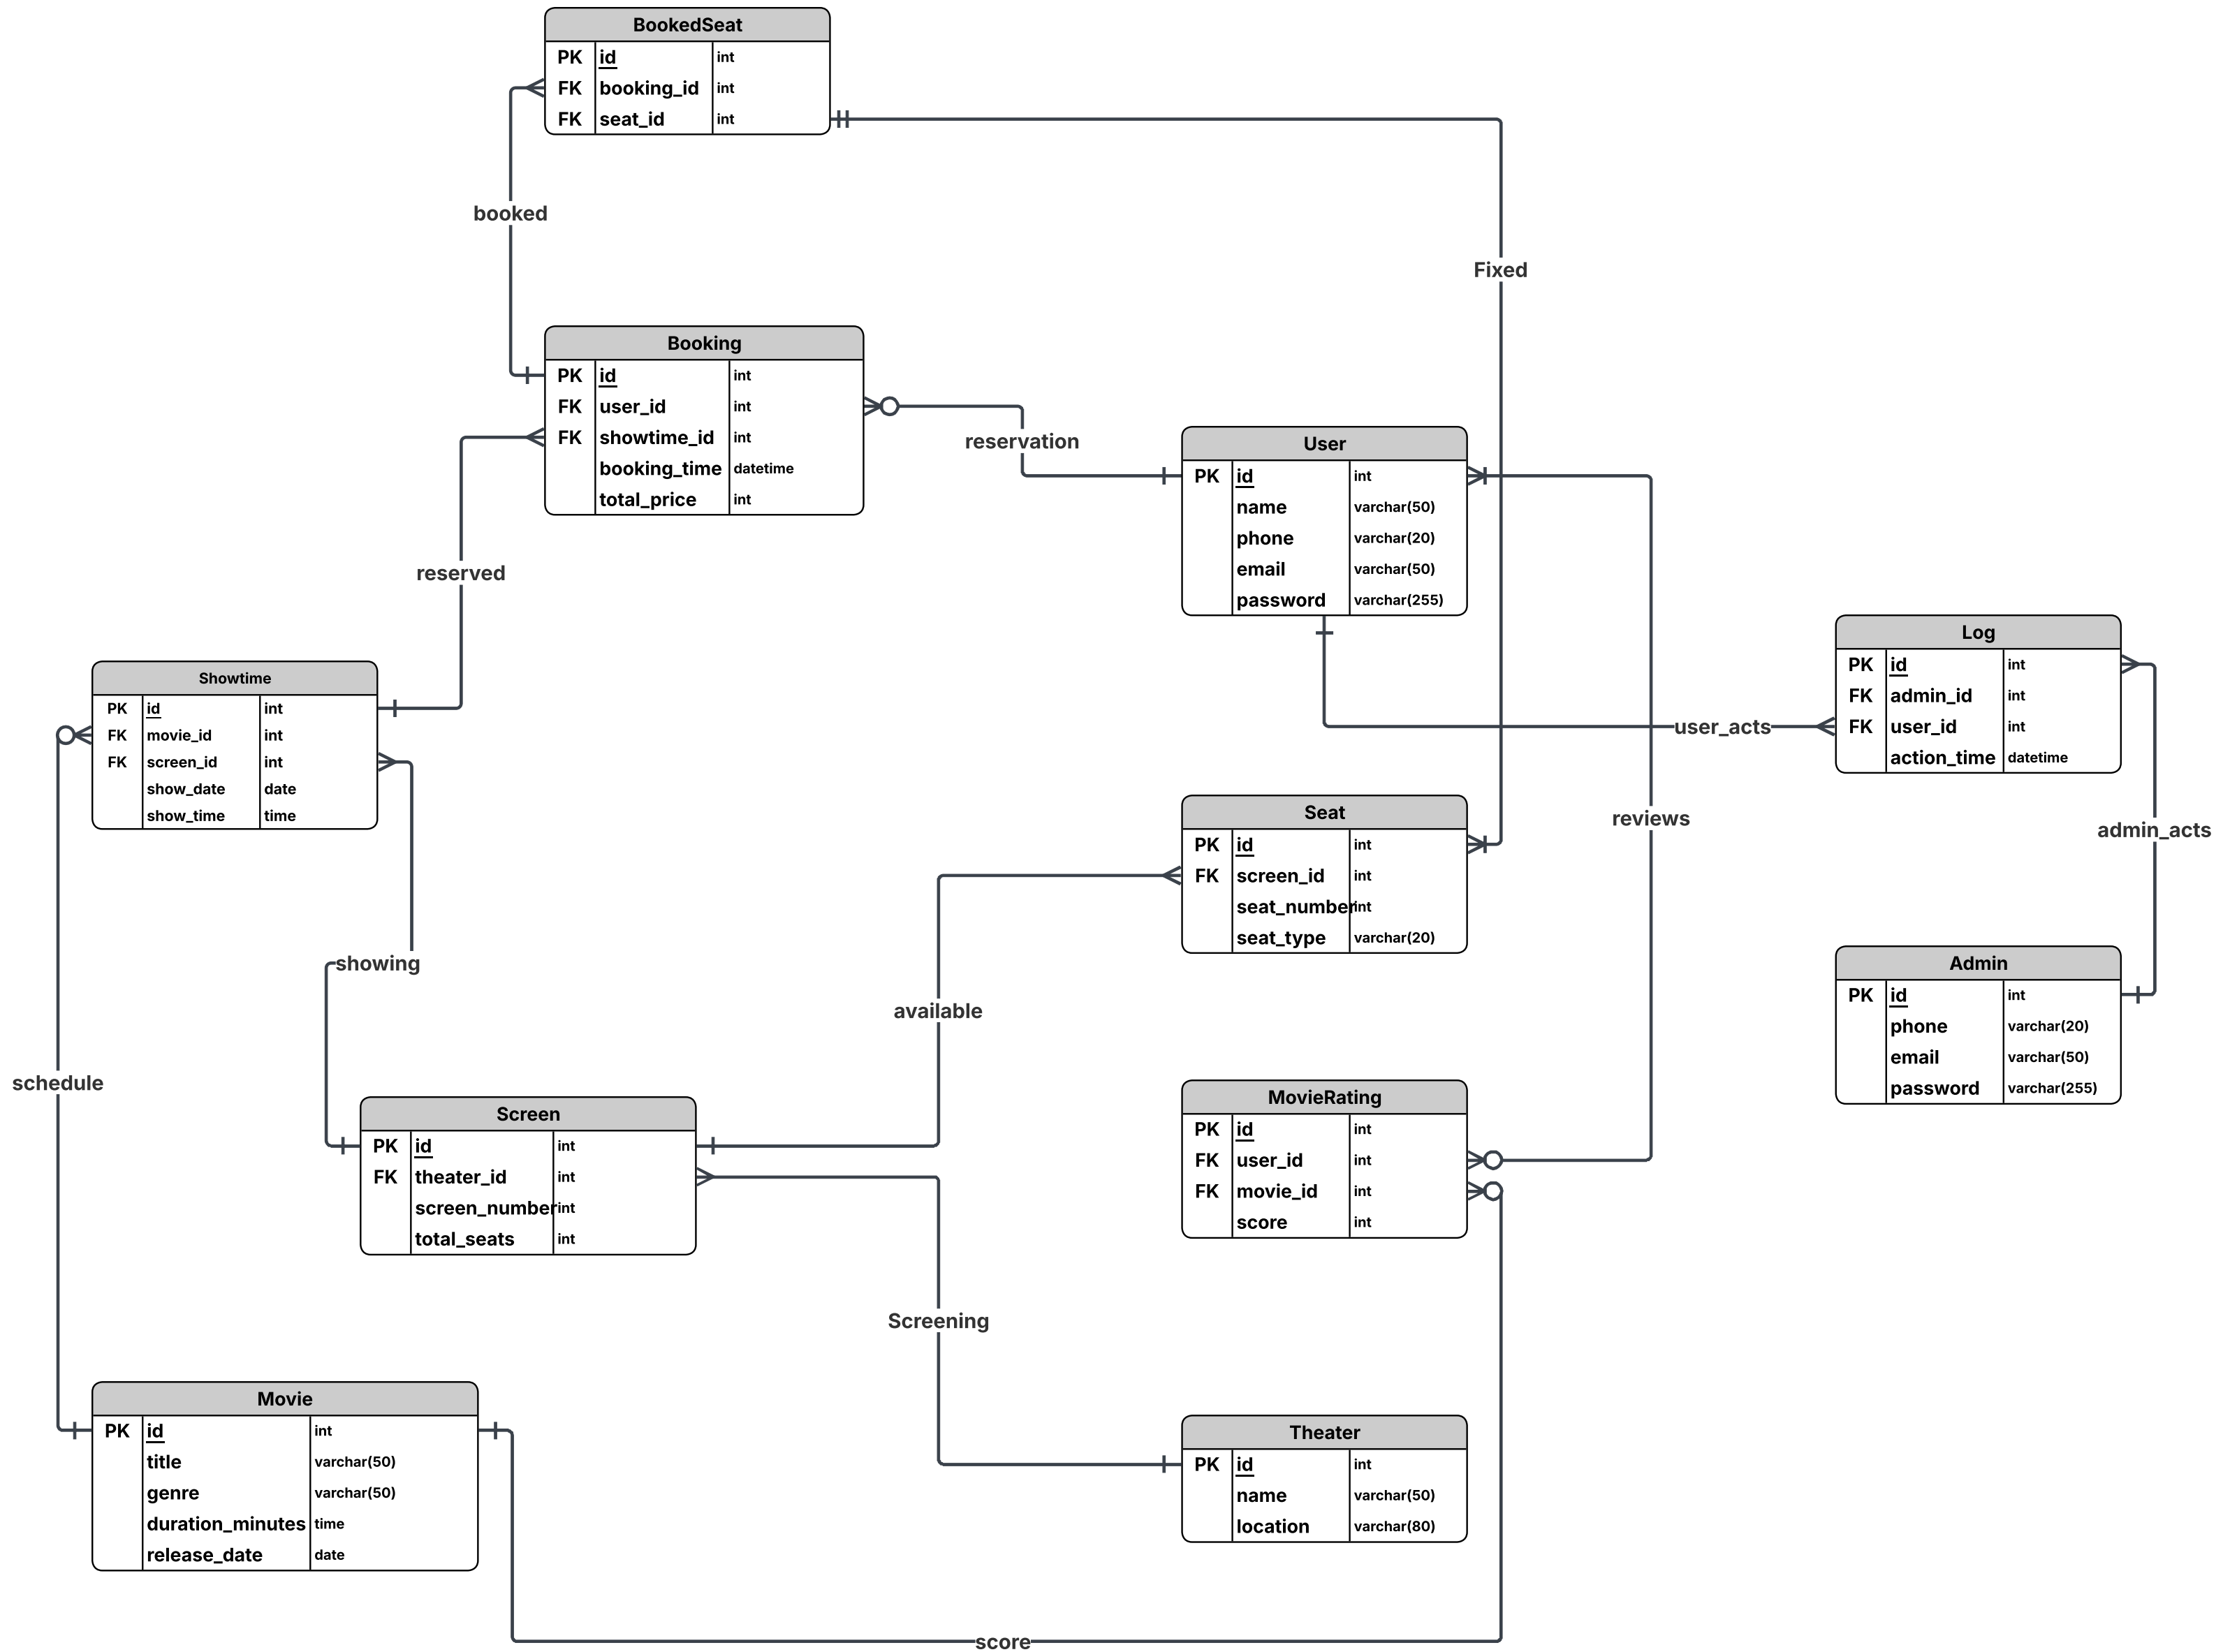 BookedSeat
PK id int
FK booking_id int
FK seat_id int
booked
Fixed
Booking
PK id int
FK user_id int
FK showtime_id int
booking_time datetime
total_price int
reservation
User
PK id int
name varchar(50)
phone varchar(20)
email varchar(50)
password varchar(255)
reserved
Log
PK id int
FK admin_id int
FK user_id int
action_time datetime
user_acts
Showtime
PK id int
FK movie_id int
FK screen_id int
show_date date
show_time time
Seat
PK id int
FK screen_id int
seat_number int
seat_type varchar(20)
reviews
admin_acts
showing
Admin
PK id int
phone varchar(20)
email varchar(50)
password varchar(255)
available
schedule
Screen
PK id int
FK theater_id int
screen_number int
total_seats int
MovieRating
PK id int
FK user_id int
FK movie_id int
score int
Screening
Movie
PK id int
title varchar(50)
genre varchar(50)
duration_minutes time
release_date date
Theater
PK id int
name varchar(50)
location varchar(80)
score